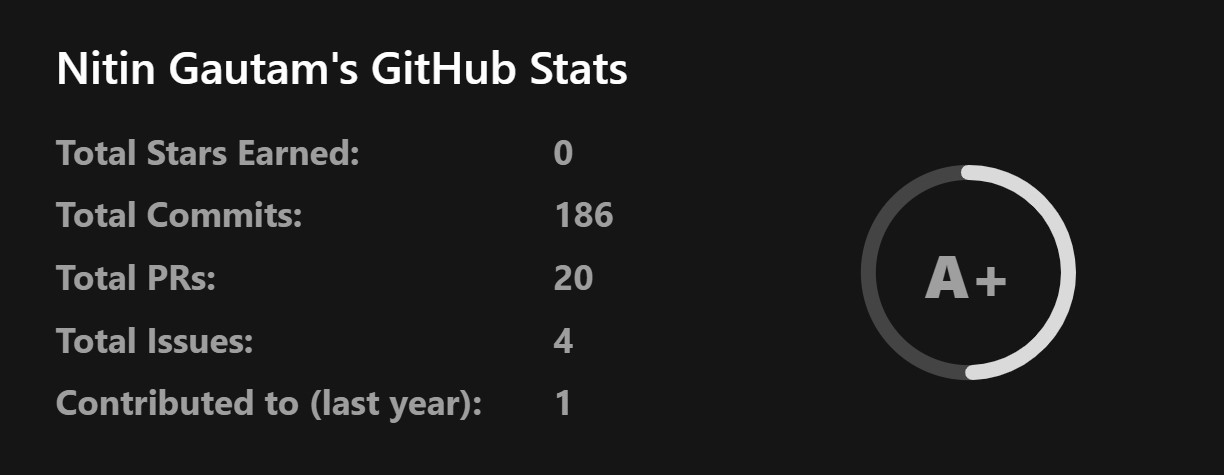 Nitin Gautam's GitHub Stats
Total Stars Earned: 0
Total Commits: 186
Total PRs: 20
Total Issues: 4
Contributed to (last year): 1
A+